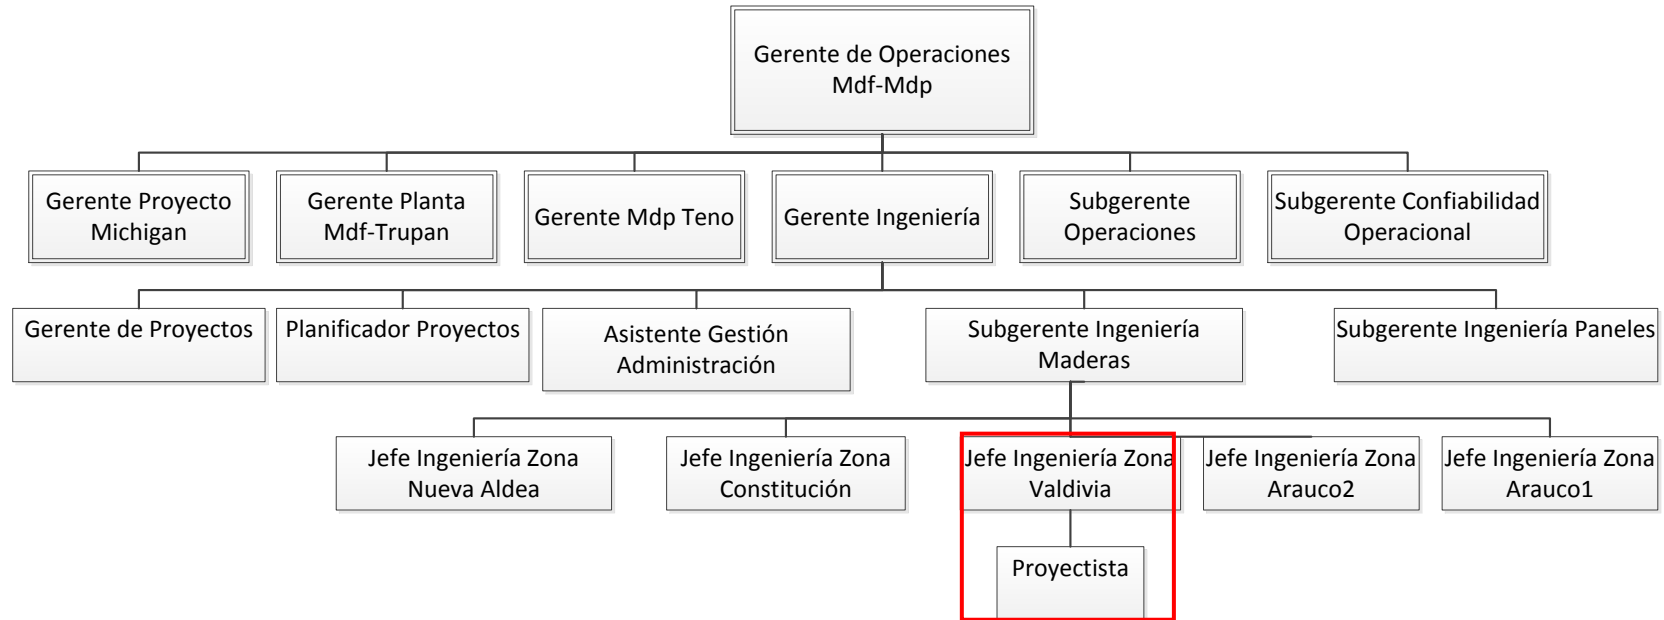 Gerente de Operaciones
Mdf-Mdp
Gerente Proyecto
Michigan
Gerente Planta
Mdf-Trupan
Gerente Mdp Teno
Gerente Ingeniería
Subgerente
Operaciones
Subgerente Confiabilidad
Operacional
Gerente de Proyectos
Planificador Proyectos
Asistente Gestión
Administración
Subgerente Ingeniería
Maderas
Subgerente Ingeniería Paneles
Jefe Ingeniería Zona
Nueva Aldea
Jefe Ingeniería Zona
Constitución
Jefe Ingeniería Zona
Valdivia
Jefe Ingeniería Zona
Arauco2
Jefe Ingeniería Zona
Arauco1
Proyectista